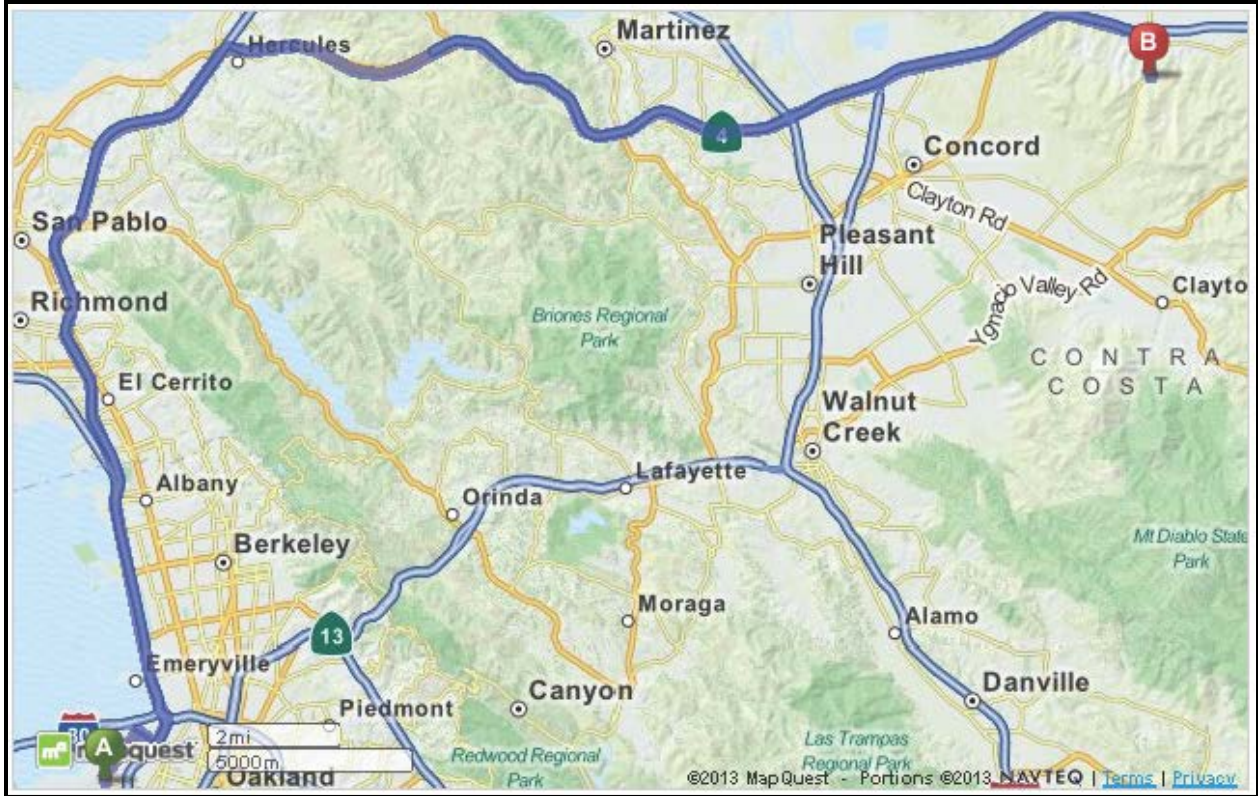 Hercules
Martinez
B
4
Concord
Clayton Rd
San Pablo
Pleasant
Hill
Ygnacio Valley Rd
Clayto
Richmond
Briones Regional
Park
CONTRA
COSTA
El Cerrito
Walnut
Creek
Albany
Orinda
Lafayette
Berkeley
Mt Diablo State
Park
Moraga
13
Alamo
Emeryville
Canyon
Danville
Piedmont
80
A
mapquest
2mi
5000m
Oakland
Redwood Regional
Park
Las Trampas
Regional Park
©2013 MapQuest - Portions ©2013 NAVTEQ | Terms | Privacy